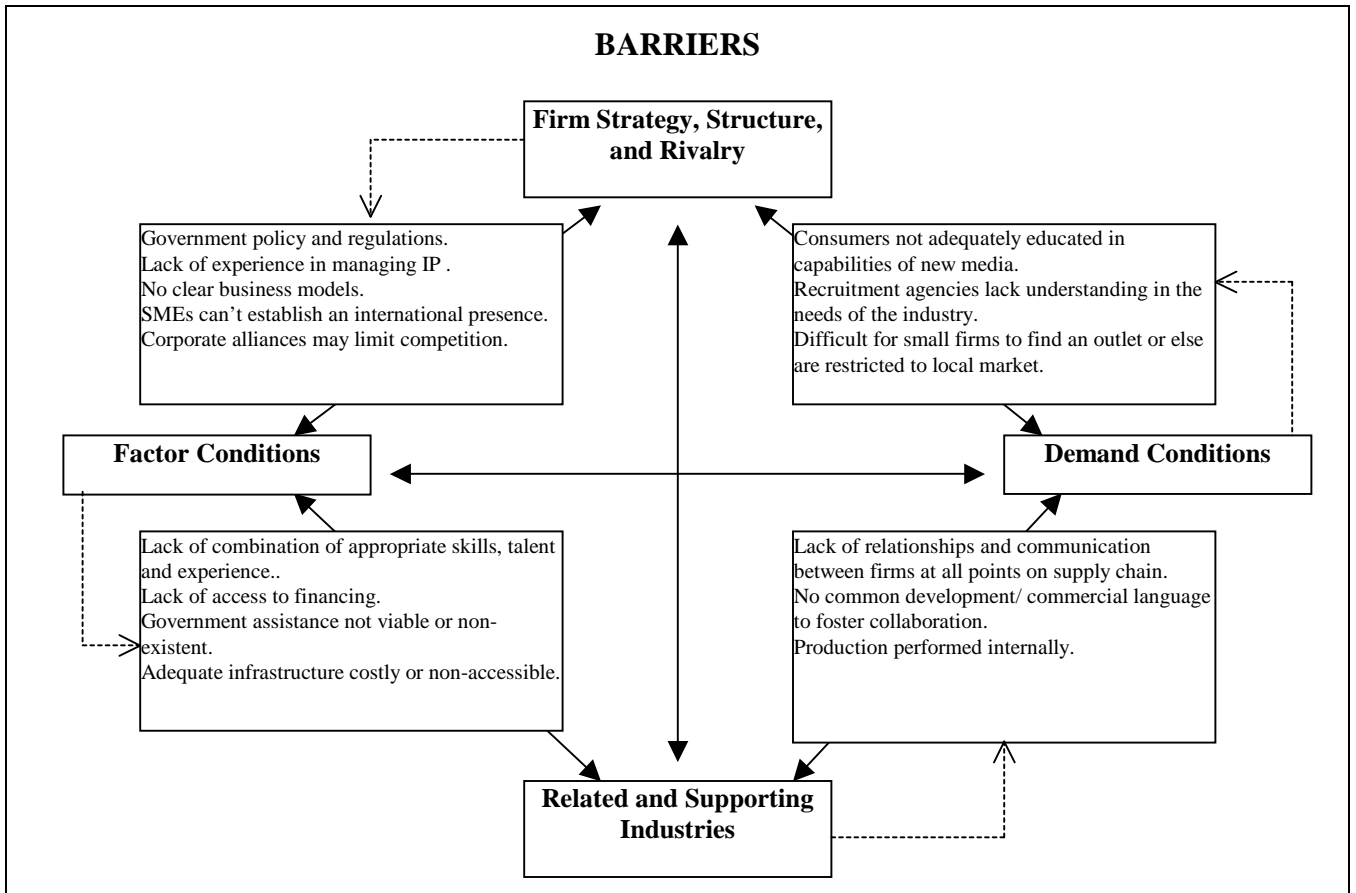 BARRIERS
Firm Strategy, Structure,
and Rivalry
Government policy and regulations.
Lack of experience in managing IP .
No clear business models.
SMEs can’t establish an international presence.
Corporate alliances may limit competition.
Consumers not adequately educated in
capabilities of new media.
Recruitment agencies lack understanding in the
needs of the industry.
Difficult for small firms to find an outlet or else
are restricted to local market.
Factor Conditions
Demand Conditions
Lack of combination of appropriate skills, talent
and experience..
Lack of access to financing.
Government assistance not viable or non-
existent.
Adequate infrastructure costly or non-accessible.
Lack of relationships and communication
between firms at all points on supply chain.
No common development/ commercial language
to foster collaboration.
Production performed internally.
Related and Supporting
Industries